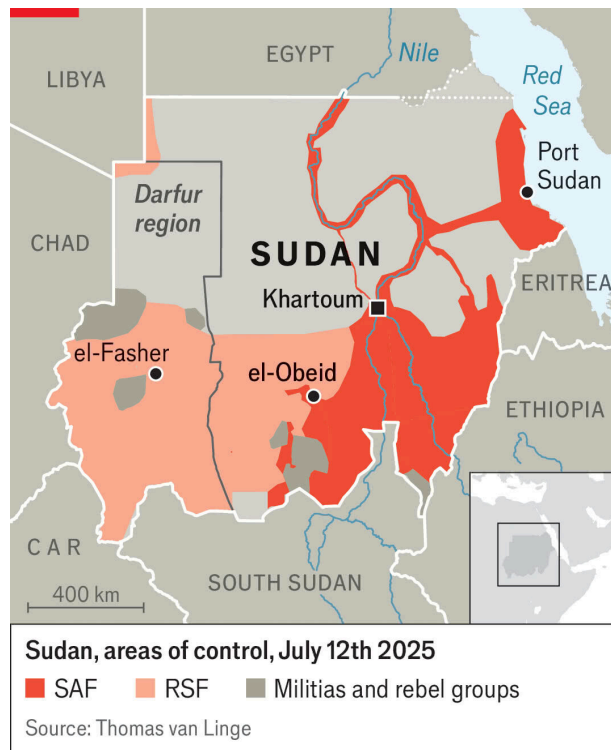 EGYPT
Nile
LIBYA
Red
Sea
Port
Sudan
Darfur
region
CHAD
SUDAN
ERITREA
Khartoum
el-Fasher
el-Obeid
ETHIOPIA
CAR
SOUTH SUDAN
400 km
Sudan, areas of control, July 12th 2025
SAF RSF Militias and rebel groups
Source: Thomas van Linge